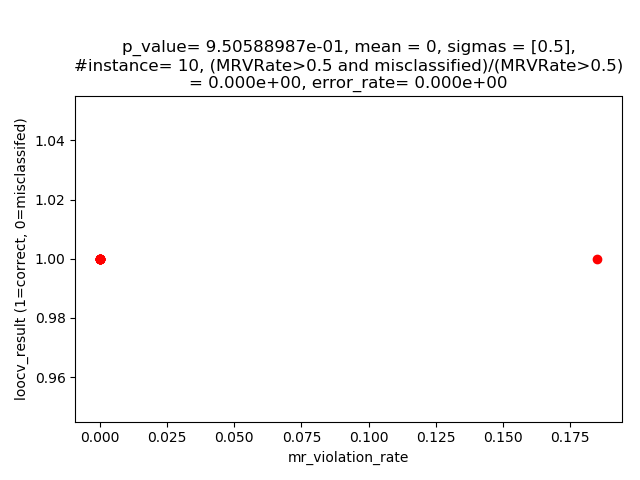 p_value= 9.50588987e-01, mean = 0, sigmas = [0.5],
#instance= 10, (MRVRate>0.5 and misclassified)/(MRVRate>0.5)
= 0.000e+00, error_rate= 0.000e+00
loocv_result (1=correct, 0=misclassifed)
1.04
1.02
1.00
0.98
0.96
0.000 0.025 0.050 0.075 0.100 0.125 0.150 0.175
mr_violation_rate